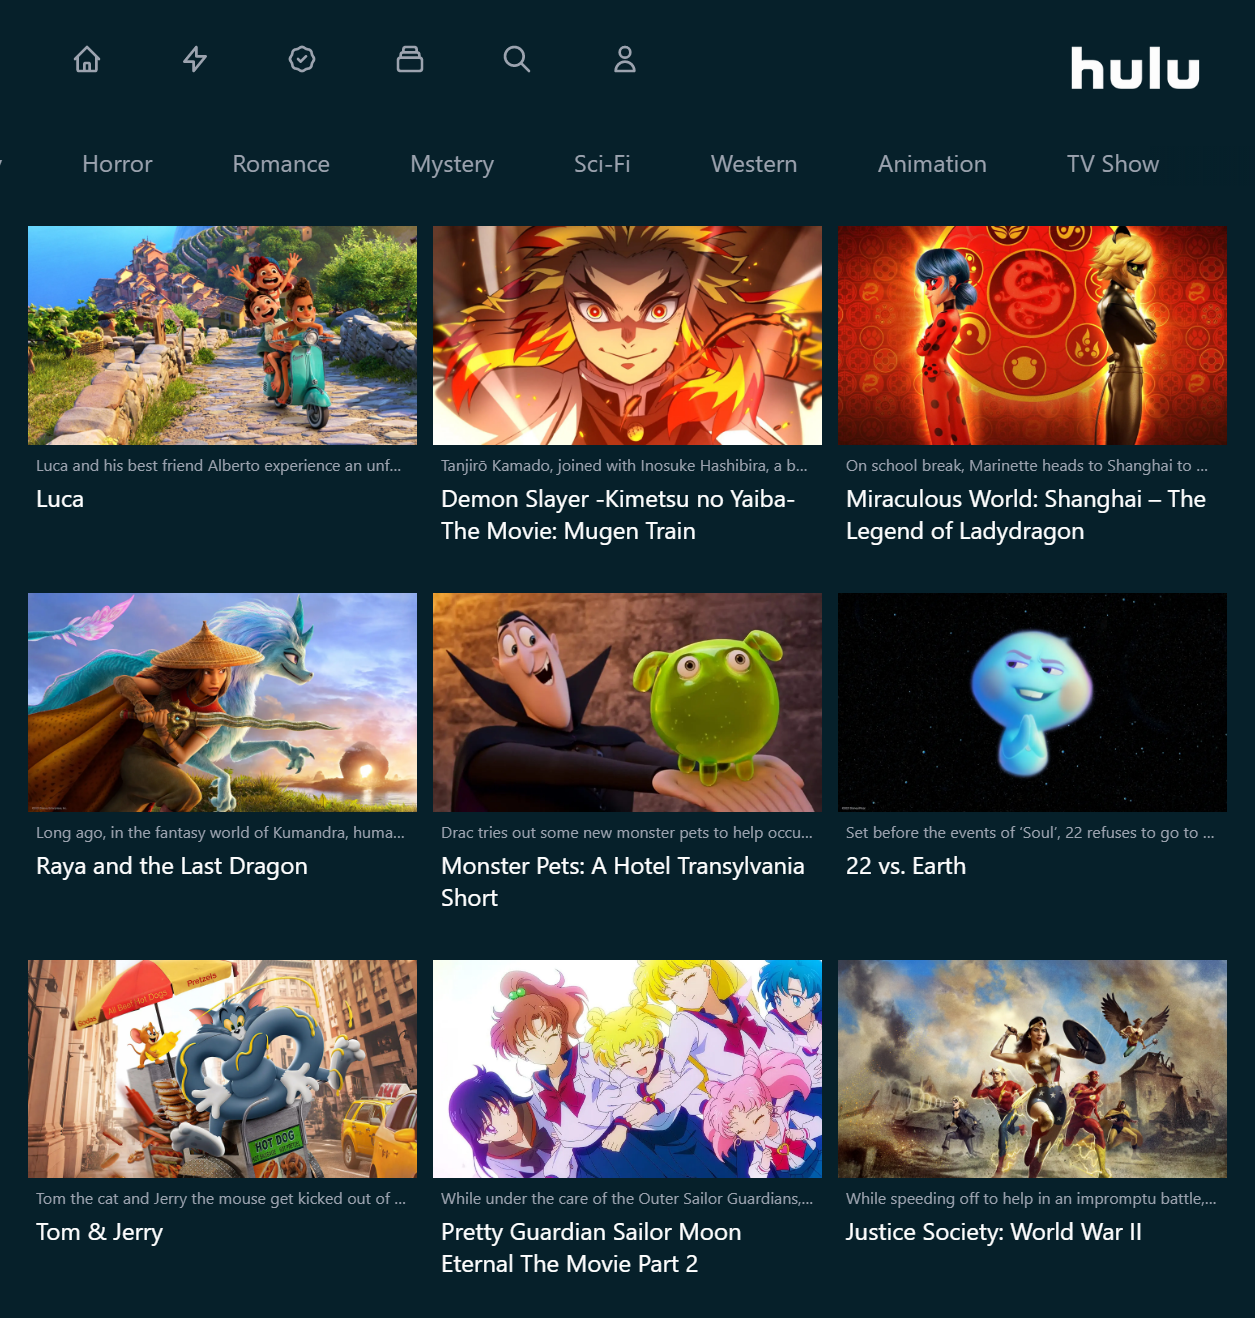 hulu
Horror Romance Mystery Sci-Fi Western Animation TV Show
Luca and his best friend Alberto experience an unf...
Luca
Tanjirō Kamado, joined with Inosuke Hashibira, a b...
Demon Slayer -Kimetsu no Yaiba-
The Movie: Mugen Train
On school break, Marinette heads to Shanghai to ...
Miraculous World: Shanghai – The
Legend of Ladydragon
Long ago, in the fantasy world of Kumandra, huma...
Raya and the Last Dragon
Drac tries out some new monster pets to help occu...
Monster Pets: A Hotel Transylvania
Short
Set before the events of ‘Soul’, 22 refuses to go to ...
22 vs. Earth
Pretzels
All Beef Hot Dogs
HOT DOG
Tom the cat and Jerry the mouse get kicked out of ...
Tom & Jerry
While under the care of the Outer Sailor Guardians,...
Pretty Guardian Sailor Moon
Eternal The Movie Part 2
While speeding off to help in an impromptu battle,...
Justice Society: World War II